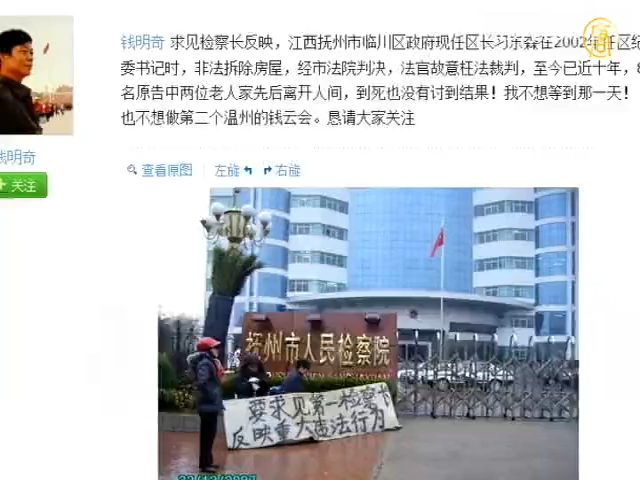 钱明奇 求见检察长反映，江西抚州市临川区政府现任区长习东森在2002年任区纪
委书记时，非法拆除房屋，经市法院判决，法官故意枉法裁判，至今已近十年，8
名原告中两位老人家先后离开人间，到死也没有讨到结果！我不想等到那一天！
也不想做第二个温州的钱云会。恳请大家关注
钱明奇
+ 关注
查看原图 左旋 右旋
抚州市人民检察院
要求见第一检察长
反映重大违法行为